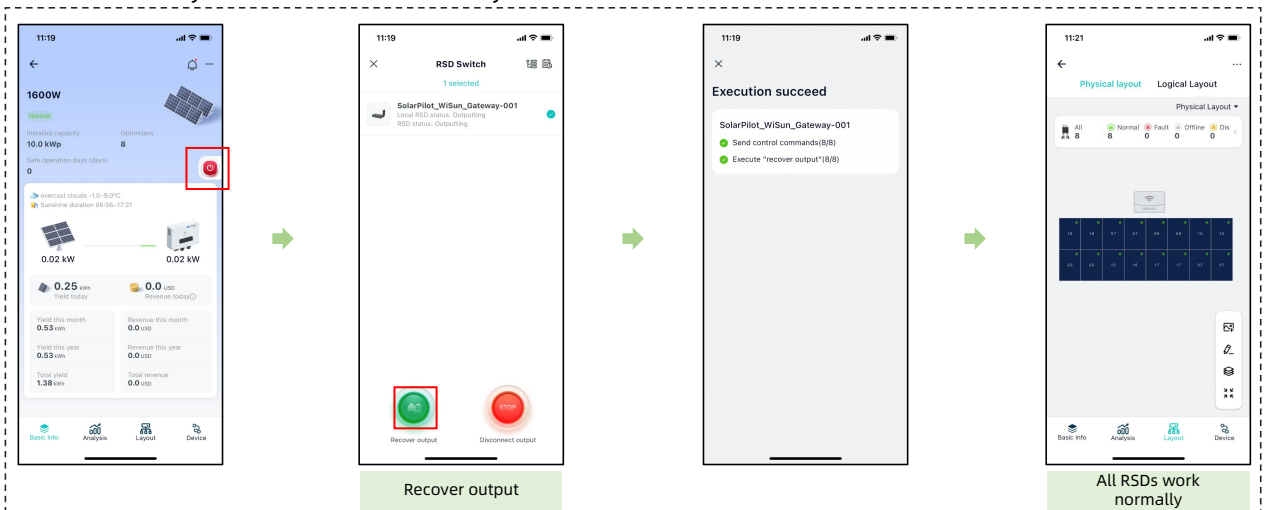 11:19
1600W
Normal
Installed capacity
Optimizers
10.0 kWp
8
Safe operation days (days)
0
overcast clouds -1.0~9.0°C
Sunshine duration 08:56~17:21
0.02 kW
0.02 kW
0.25 kWh
Yield today
0.0 USD
Revenue today
Yield this month
0.53 kWh
Revenue this month
0.0 USD
Yield this year
0.53 kWh
Revenue this year
0.0 USD
Total yield
1.38 kWh
Total revenue
0.0 USD
Basic Info
Analysis
Layout
Device
11:19
RSD Switch
1 selected
SolarPilot_WiSun_Gateway-001
Local RSD status: Outputting
RSD status: Outputting
STOP
Recover output
Disconnect output
Recover output
11:19
Execution succeed
SolarPilot_WiSun_Gateway-001
Send control commands(8/8)
Execute "recover output"(8/8)
11:21
Physical layout
Logical Layout
Physical Layout
All
8
Normal
8
Fault
0
Offline
0
Dis
0
Basic Info
Analysis
Layout
Device
All RSDs work
normally